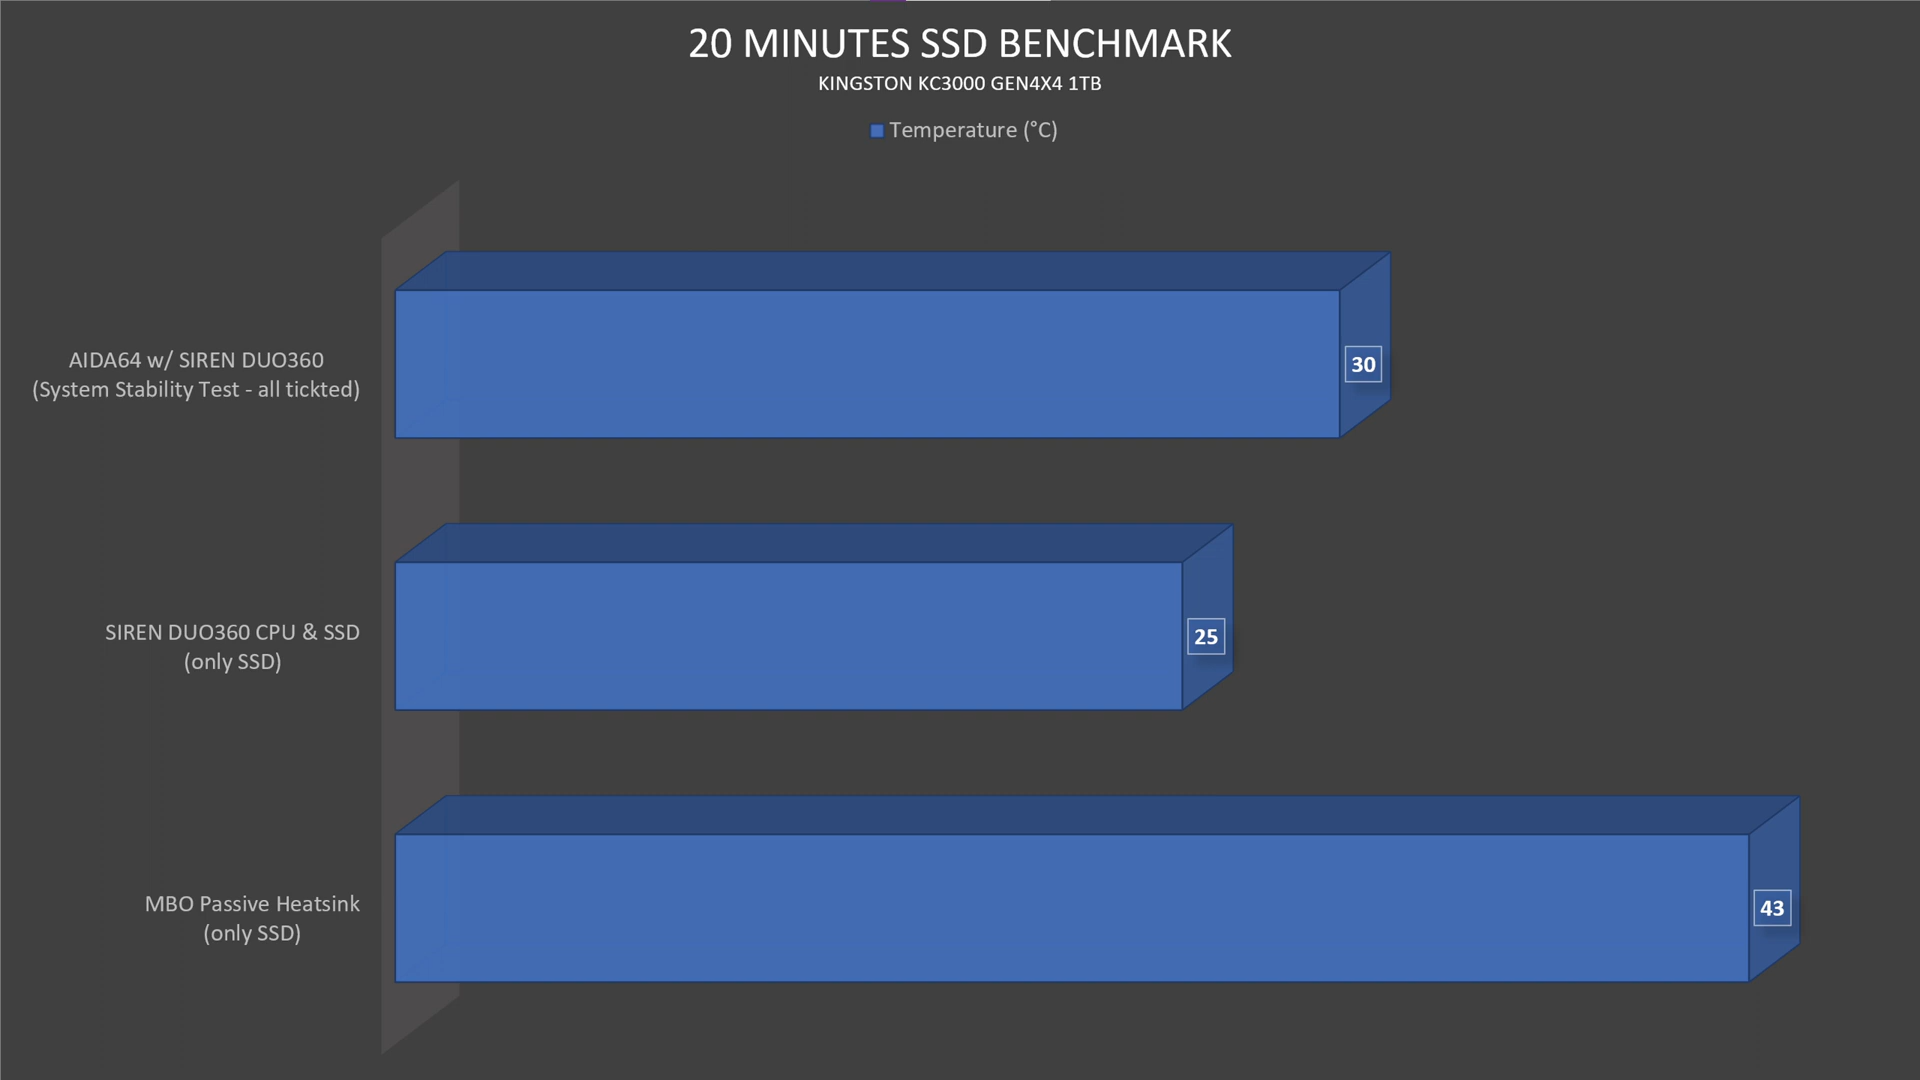 20 MINUTES SSD BENCHMARK
KINGSTON KC3000 GEN4X4 1TB
Temperature (°C)
AIDA64 w/ SIREN DUO360
(System Stability Test - all tickted)
30
SIREN DUO360 CPU & SSD
(only SSD)
25
MBO Passive Heatsink
(only SSD)
43